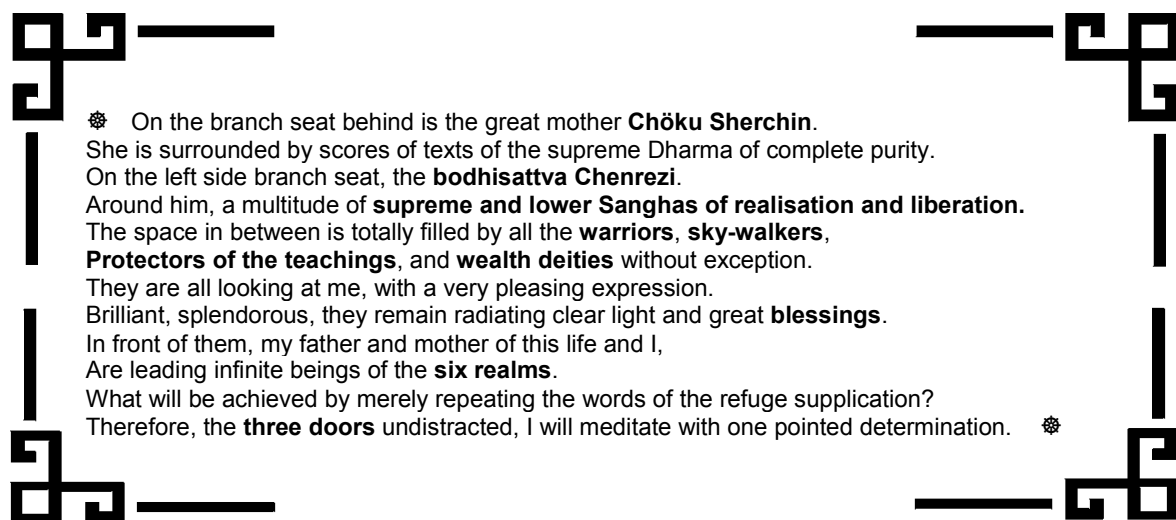 ☸ On the branch seat behind is the great mother Chöku Sherchin.
She is surrounded by scores of texts of the supreme Dharma of complete purity.
On the left side branch seat, the bodhisattva Chenrezi.
Around him, a multitude of supreme and lower Sanghas of realisation and liberation.
The space in between is totally filled by all the warriors, sky-walkers,
Protectors of the teachings, and wealth deities without exception.
They are all looking at me, with a very pleasing expression.
Brilliant, splendorous, they remain radiating clear light and great blessings.
In front of them, my father and mother of this life and I,
Are leading infinite beings of the six realms.
What will be achieved by merely repeating the words of the refuge supplication?
Therefore, the three doors undistracted, I will meditate with one pointed determination. ☸